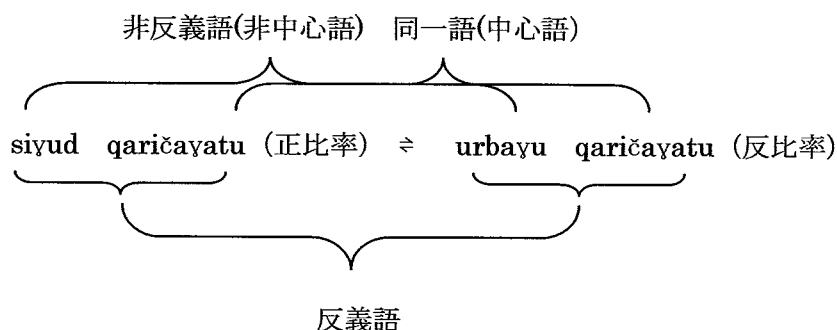 非反義語(非中心語) 同一語(中心語)
siγud qaričaγatu (正比率) ⇌ urbaγu qaričaγatu (反比率)
反義語